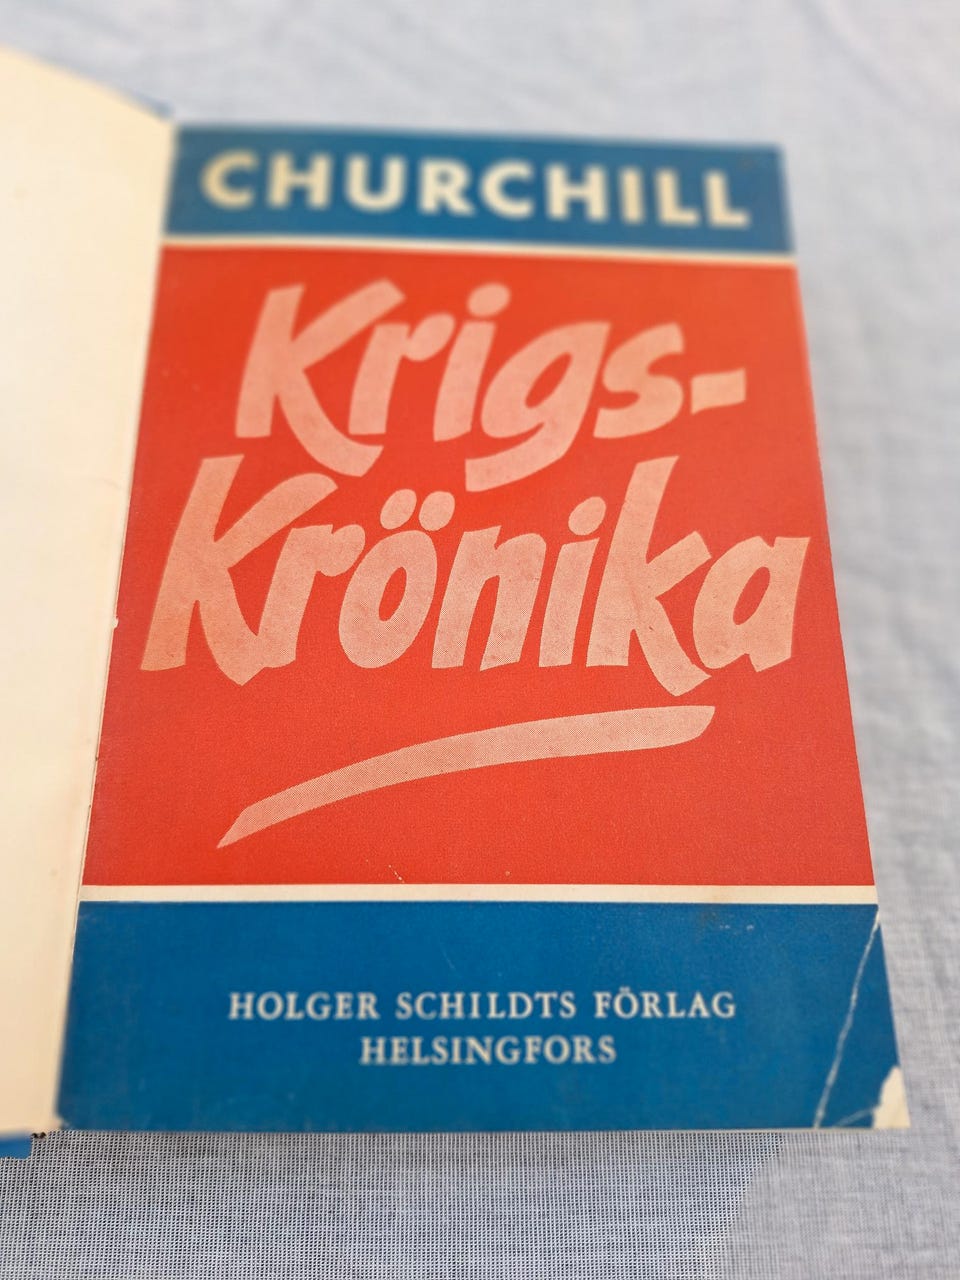 CHURCHILL
Krigs-
Krönika
HOLGER SCHILDTS FÖRLAG
HELSINGFORS